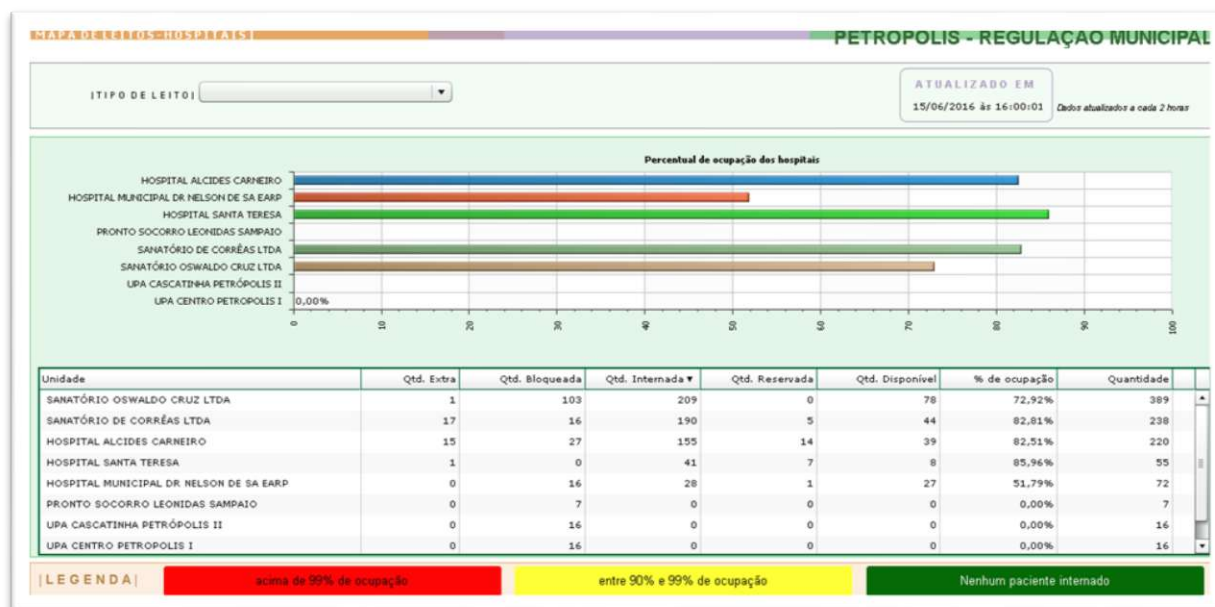 MAPA DE LEITOS-HOSPITAIS|
PETROPOLIS - REGULAÇAO MUNICIPAL
|TIPO DE LEITO|
ATUALIZADO EM
15/06/2016 às 16:00:01 Dados atualizados a cada 2 horas
Percentual de ocupação dos hospitais
HOSPITAL ALCIDES CARNEIRO
HOSPITAL MUNICIPAL DR NELSON DE SA EARP
HOSPITAL SANTA TERESA
PRONTO SOCORRO LEONIDAS SAMPAIO
SANATÓRIO DE CORRÊAS LTDA
SANATÓRIO OSWALDO CRUZ LTDA
UPA CASCATINHA PETRÓPOLIS II
UPA CENTRO PETROPOLIS I 0,00%
0 10 20 30 40 50 60 70 80 90 100
Unidade Qtd. Extra Qtd. Bloqueada Qtd. Internada▼ Qtd. Reservada Qtd. Disponível % de ocupação Quantidade
SANATÓRIO OSWALDO CRUZ LTDA 1 103 209 0 78 72,92% 389
SANATÓRIO DE CORRÊAS LTDA 17 16 190 5 44 82,81% 238
HOSPITAL ALCIDES CARNEIRO 15 27 155 14 39 82,51% 220
HOSPITAL SANTA TERESA 1 0 41 7 8 85,96% 55
HOSPITAL MUNICIPAL DR NELSON DE SA EARP 0 16 28 1 27 51,79% 72
PRONTO SOCORRO LEONIDAS SAMPAIO 0 7 0 0 0 0,00% 7
UPA CASCATINHA PETRÓPOLIS II 0 16 0 0 0 0,00% 16
UPA CENTRO PETROPOLIS I 0 16 0 0 0 0,00% 16
|LEGENDA| acima de 99% de ocupação entre 90% e 99% de ocupação Nenhum paciente internado